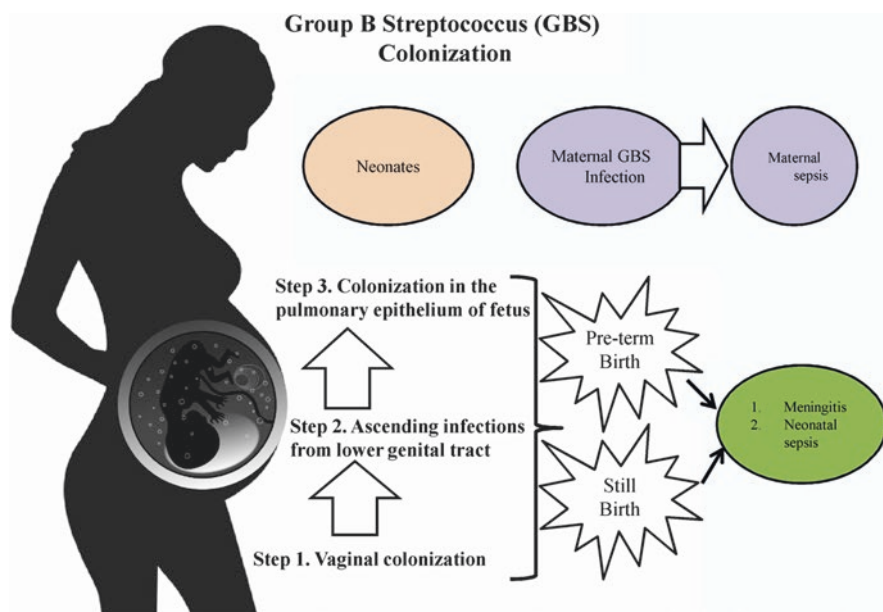 Group B Streptococcus (GBS)
Colonization
Neonates
Maternal GBS
Infection
Maternal
sepsis
Step 3. Colonization in the
pulmonary epithelium of fetus
Pre-term
Birth
1. Meningitis
2. Neonatal
sepsis
Step 2. Ascending infections
from lower genital tract
Still
Birth
Step 1. Vaginal colonization